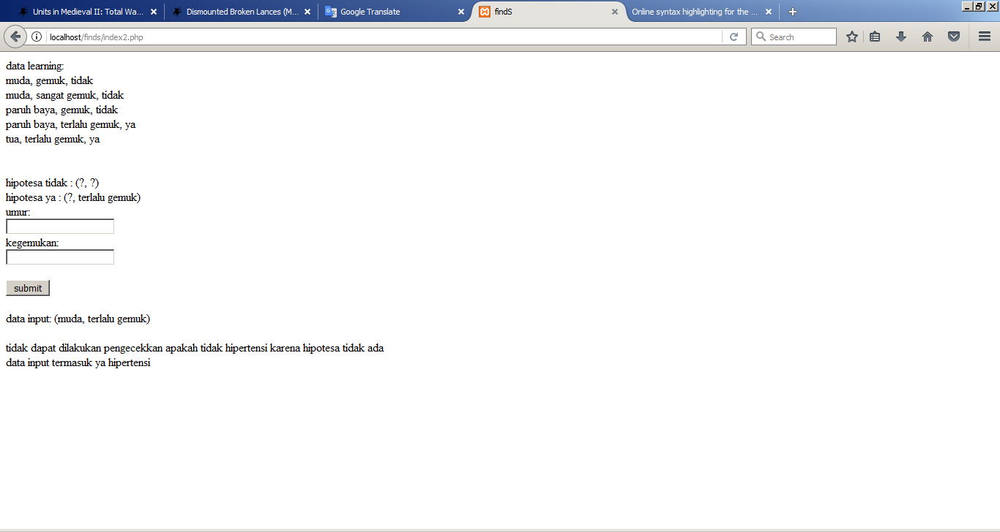 Units in Medieval II: Total Wa...
Dismounted Broken Lances (M...
Google Translate
findS
Online syntax highlighting for the ...
localhost/finds/index2.php
Search
data learning:
muda, gemuk, tidak
muda, sangat gemuk, tidak
paruh baya, gemuk, tidak
paruh baya, terlalu gemuk, ya
tua, terlalu gemuk, ya
hipotesa tidak : (?, ?)
hipotesa ya : (?, terlalu gemuk)
umur:
kegemukan:
submit
data input: (muda, terlalu gemuk)
tidak dapat dilakukan pengecekkan apakah tidak hipertensi karena hipotesa tidak ada
data input termasuk ya hipertensi